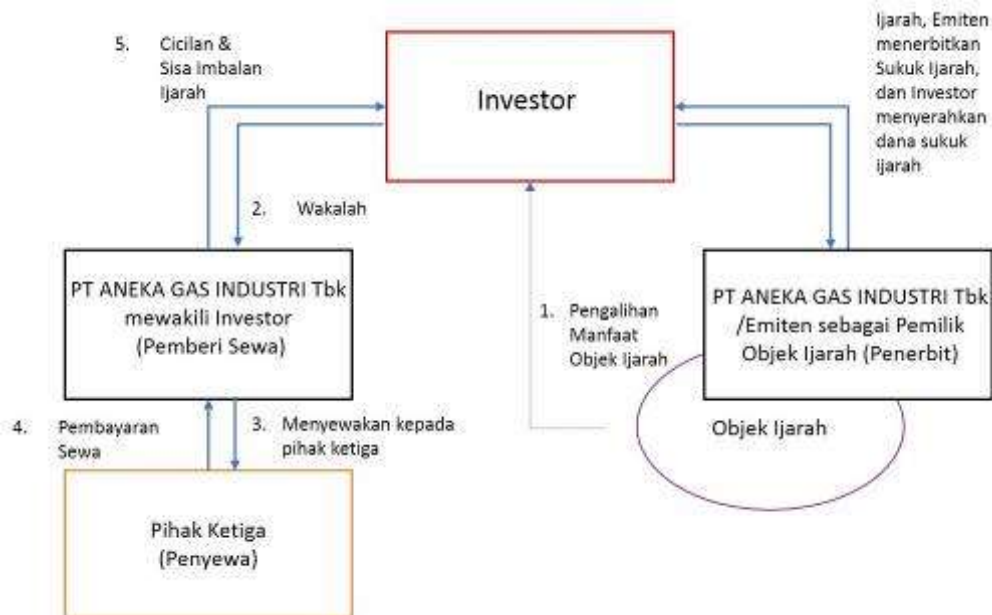 5. Cicilan &
Sisa Imbalan
Ijarah
Investor
Ijarah, Emiten
menerbitkan
Sukuk Ijarah,
dan Investor
menyerahkan
dana sukuk
ijarah
2. Wakalah
PT ANEKA GAS INDUSTRI Tbk
mewakili Investor
(Pemberi Sewa)
1. Pengalihan
Manfaat
Objek Ijarah
PT ANEKA GAS INDUSTRI Tbk
/Emiten sebagai Pemilik
Objek Ijarah (Penerbit)
Objek Ijarah
4. Pembayaran
Sewa
3. Menyewakan kepada
pihak ketiga
Pihak Ketiga
(Penyewa)